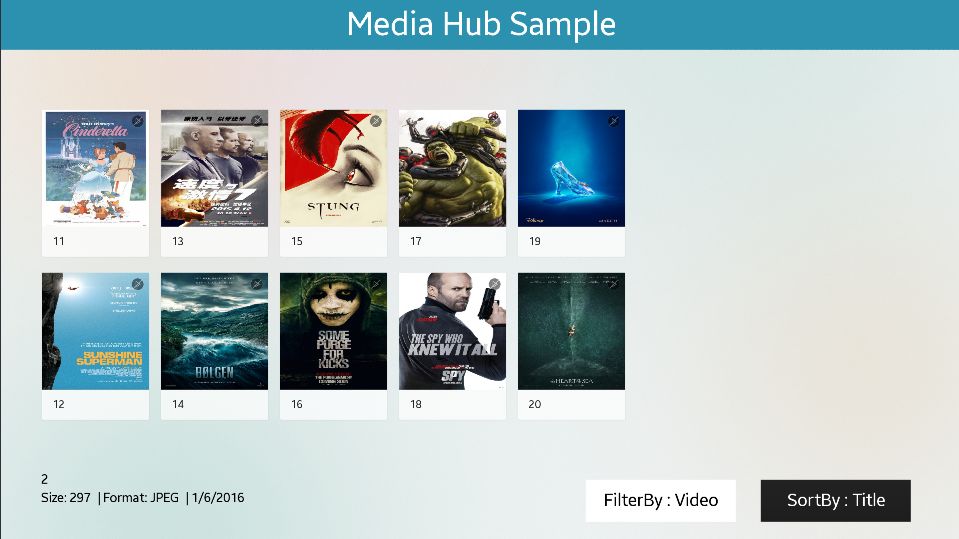 Media Hub Sample
Cinderella
速度与
激情7
STUNG
Disney
11
13
15
17
19
SUNSHINE
SUPERMAN
BØLGEN
SOME
PURGE
FOR
KICKS
THE SPY WHO
KNEW IT ALL
SPY
HEART SEA
12
14
16
18
20
2
Size: 297 | Format: JPEG | 1/6/2016
FilterBy : Video
SortBy : Title